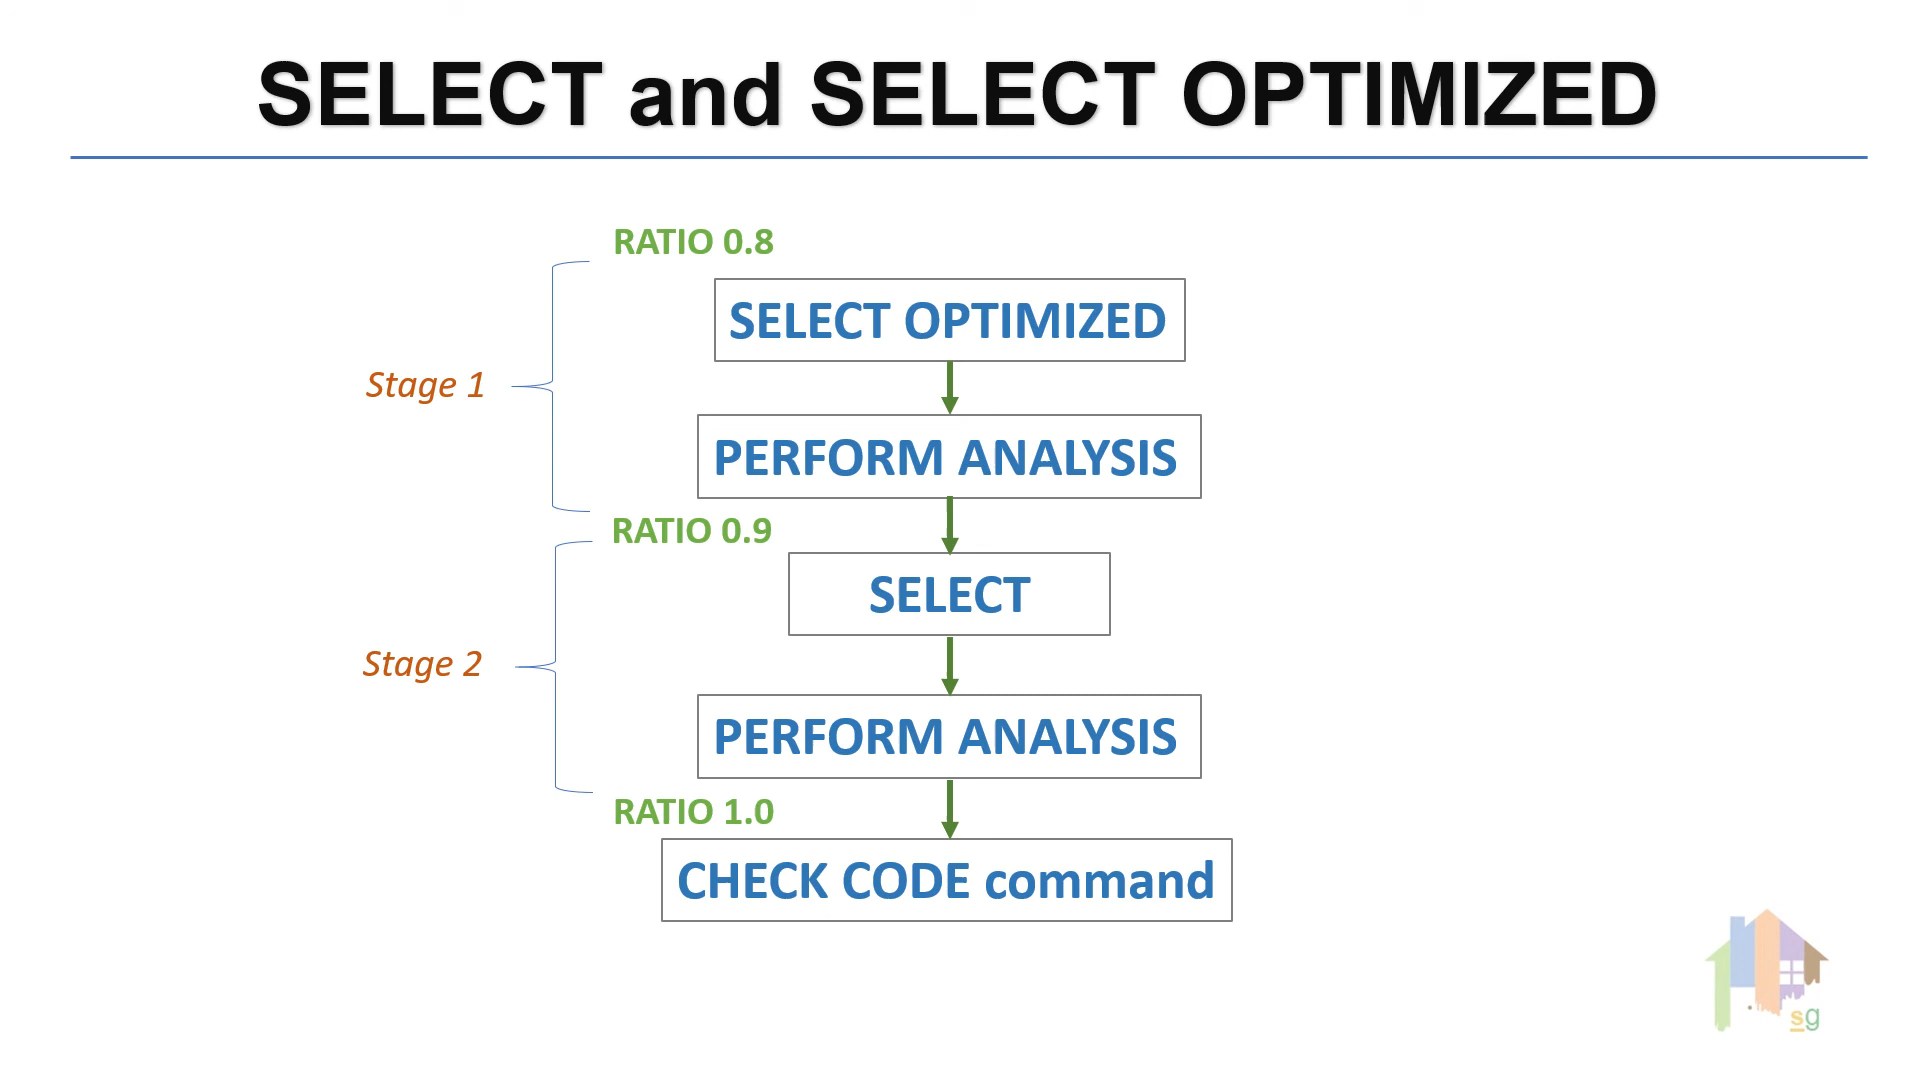 SELECT and SELECT OPTIMIZED
RATIO 0.8
SELECT OPTIMIZED
Stage 1
PERFORM ANALYSIS
RATIO 0.9
SELECT
Stage 2
PERFORM ANALYSIS
RATIO 1.0
CHECK CODE command
sg